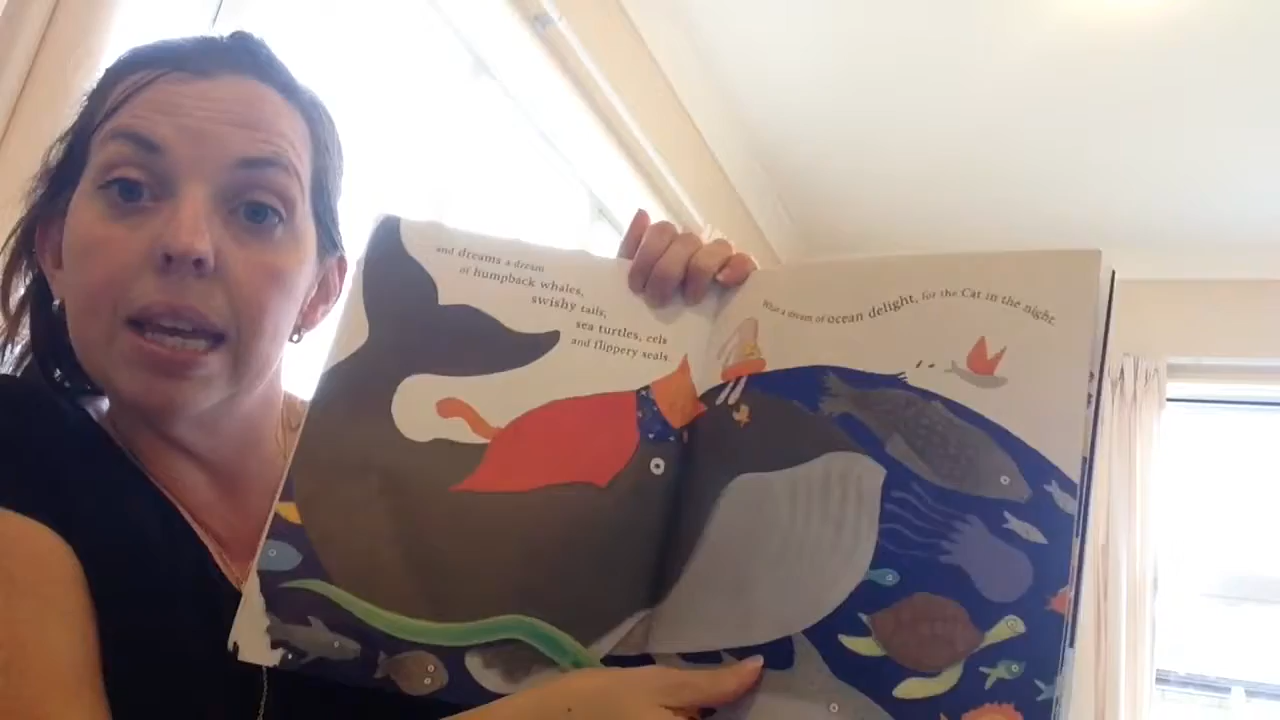 and dreams a dream
of humpback whales,
swishy tails,
sea turtles, eels
and flippery seals.
What a dream of ocean delight, for the Cat in the night.